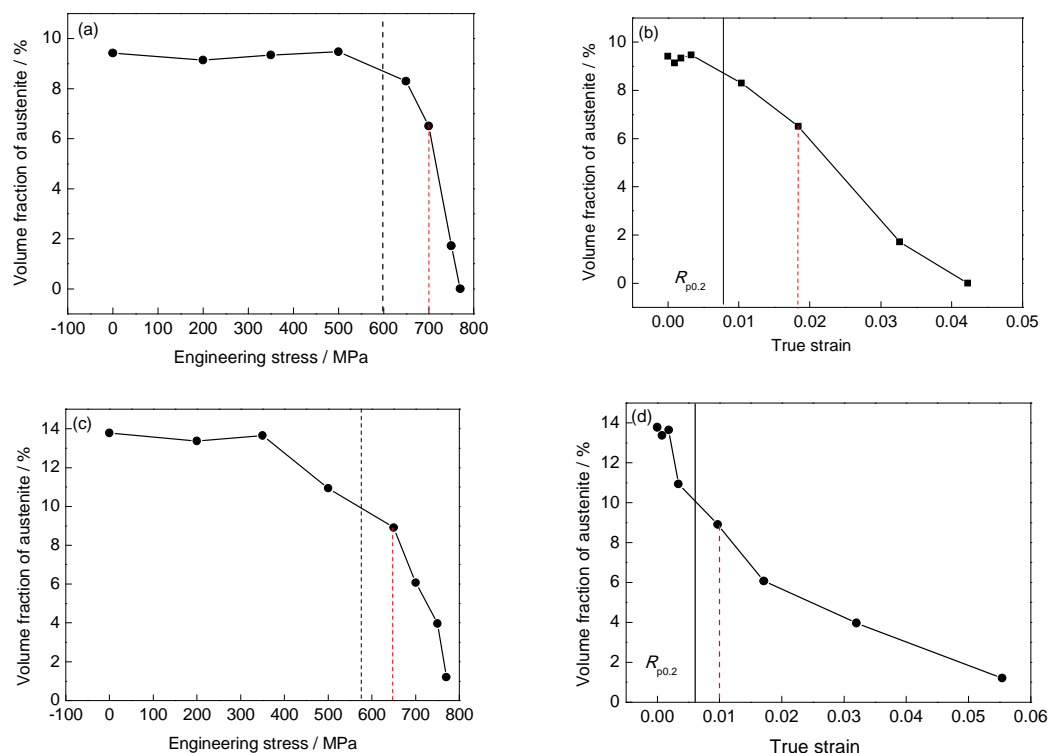 (a)
Volume fraction of austenite / %
10
8
6
4
2
0
-100 0 100 200 300 400 500 600 700 800
Engineering stress / MPa
(b)
Volume fraction of austenite / %
10
8
6
4
2
0
R p0.2
0.00 0.01 0.02 0.03 0.04 0.05
True strain
(c)
Volume fraction of austenite / %
14
12
10
8
6
4
2
0
-100 0 100 200 300 400 500 600 700 800
Engineering stress / MPa
(d)
Volume fraction of austenite / %
14
12
10
8
6
4
2
0
R p0.2
0.00 0.01 0.02 0.03 0.04 0.05 0.06
True strain